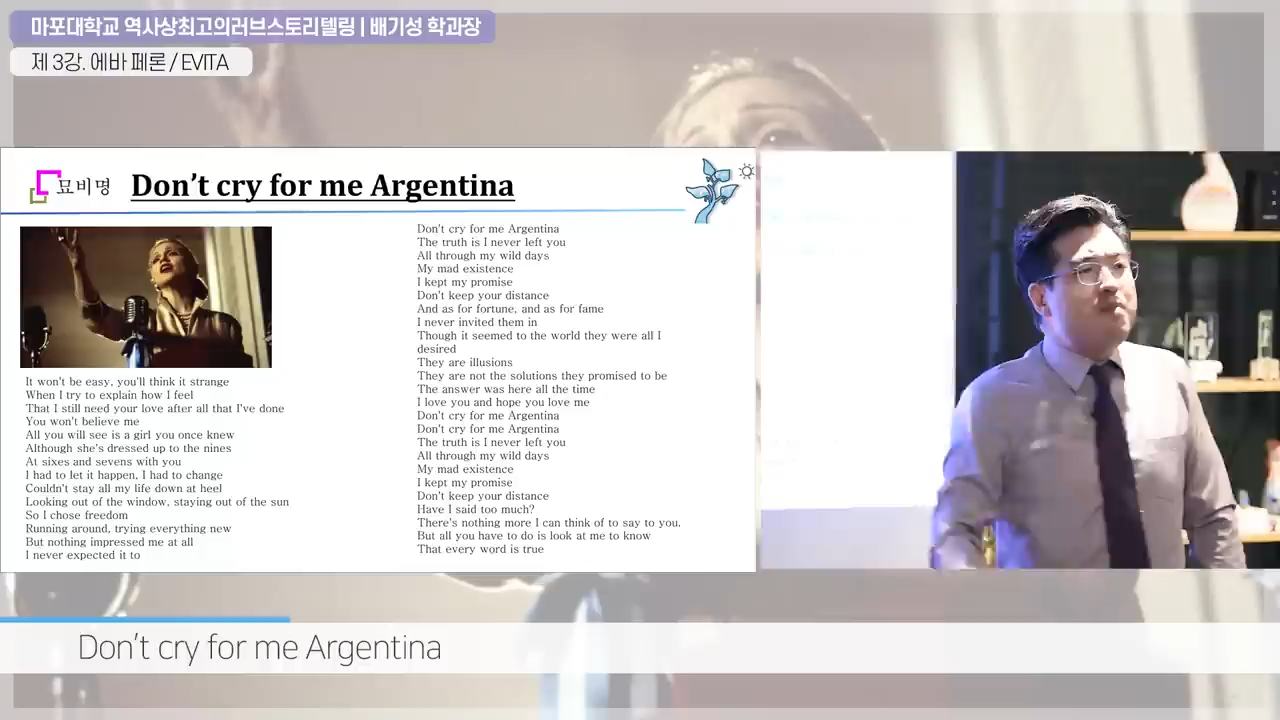 마포대학교 역사상최고의러브스토리텔링 | 배기성 학과장
제 3강. 에바 페론 / EVITA
묘비명
Don't cry for me Argentina
It won't be easy, you'll think it strange
When I try to explain how I feel
That I still need your love after all that I've done
You won't believe me
All you will see is a girl you once knew
Although she's dressed up to the nines
At sixes and sevens with you
I had to let it happen, I had to change
Couldn't stay all my life down at heel
Looking out of the window, staying out of the sun
So I chose freedom
Running around, trying everything new
But nothing impressed me at all
I never expected it to
Don't cry for me Argentina
The truth is I never left you
All through my wild days
My mad existence
I kept my promise
Don't keep your distance
And as for fortune, and as for fame
I never invited them in
Though it seemed to the world they were all I
desired
They are illusions
They are not the solutions they promised to be
The answer was here all the time
I love you and hope you love me
Don't cry for me Argentina
Don't cry for me Argentina
The truth is I never left you
All through my wild days
My mad existence
I kept my promise
Don't keep your distance
Have I said too much?
There's nothing more I can think of to say to you.
But all you have to do is look at me to know
That every word is true
Don't cry for me Argentina